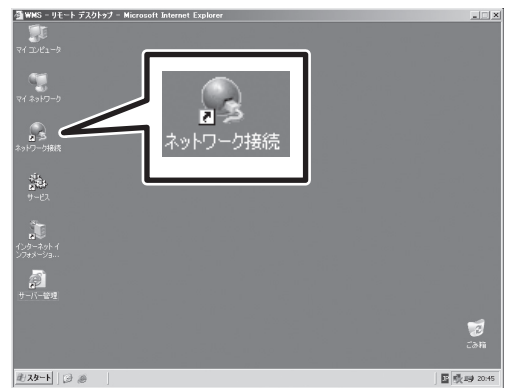 WMS - リモート デスクトップ - Microsoft Internet Explorer
マイ コンピュータ
マイ ネットワーク
ネットワーク接続
ネットワーク接続
サービス
インターネット イ
ンフォメーショ...
サーバー管理
ごみ箱
スタート
20:45